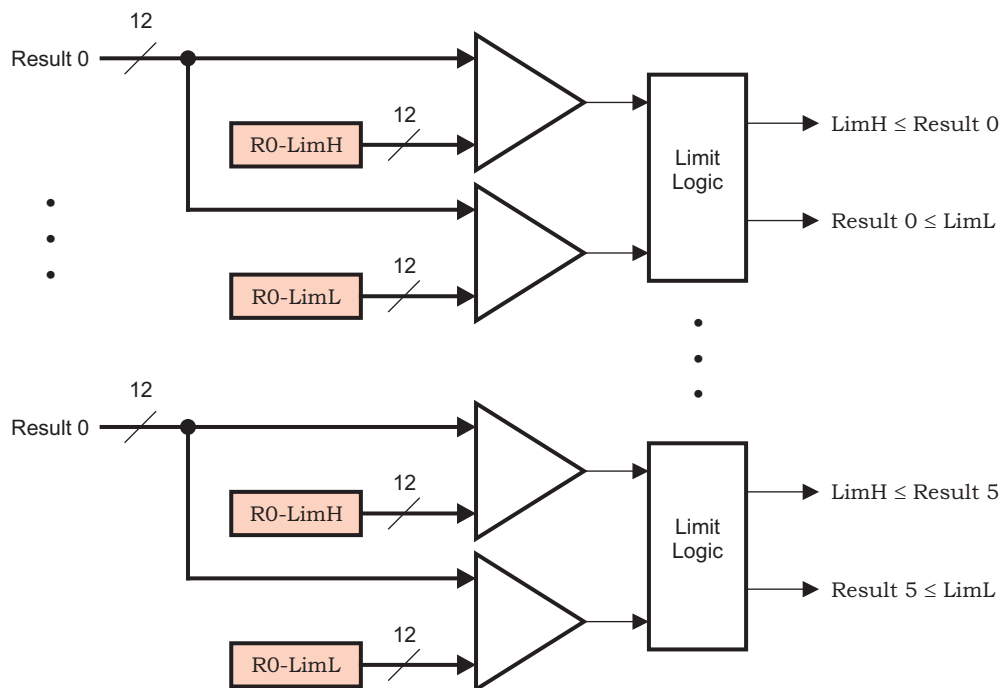 12
Result 0
12
R0-LimH
LimH ≤ Result 0
Limit
Logic
Result 0 ≤ LimL
12
R0-LimL
12
Result 0
12
R0-LimH
LimH ≤ Result 5
Limit
Logic
Result 5 ≤ LimL
12
R0-LimL